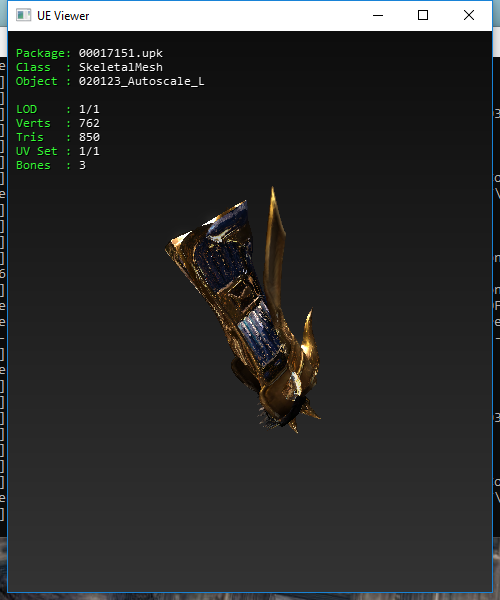 UE Viewer
Package: 00017151.upk
Class  : SkeletalMesh
Object : 020123_Autoscale_L
LOD    : 1/1
Verts  : 762
Tris   : 850
UV Set : 1/1
Bones  : 3